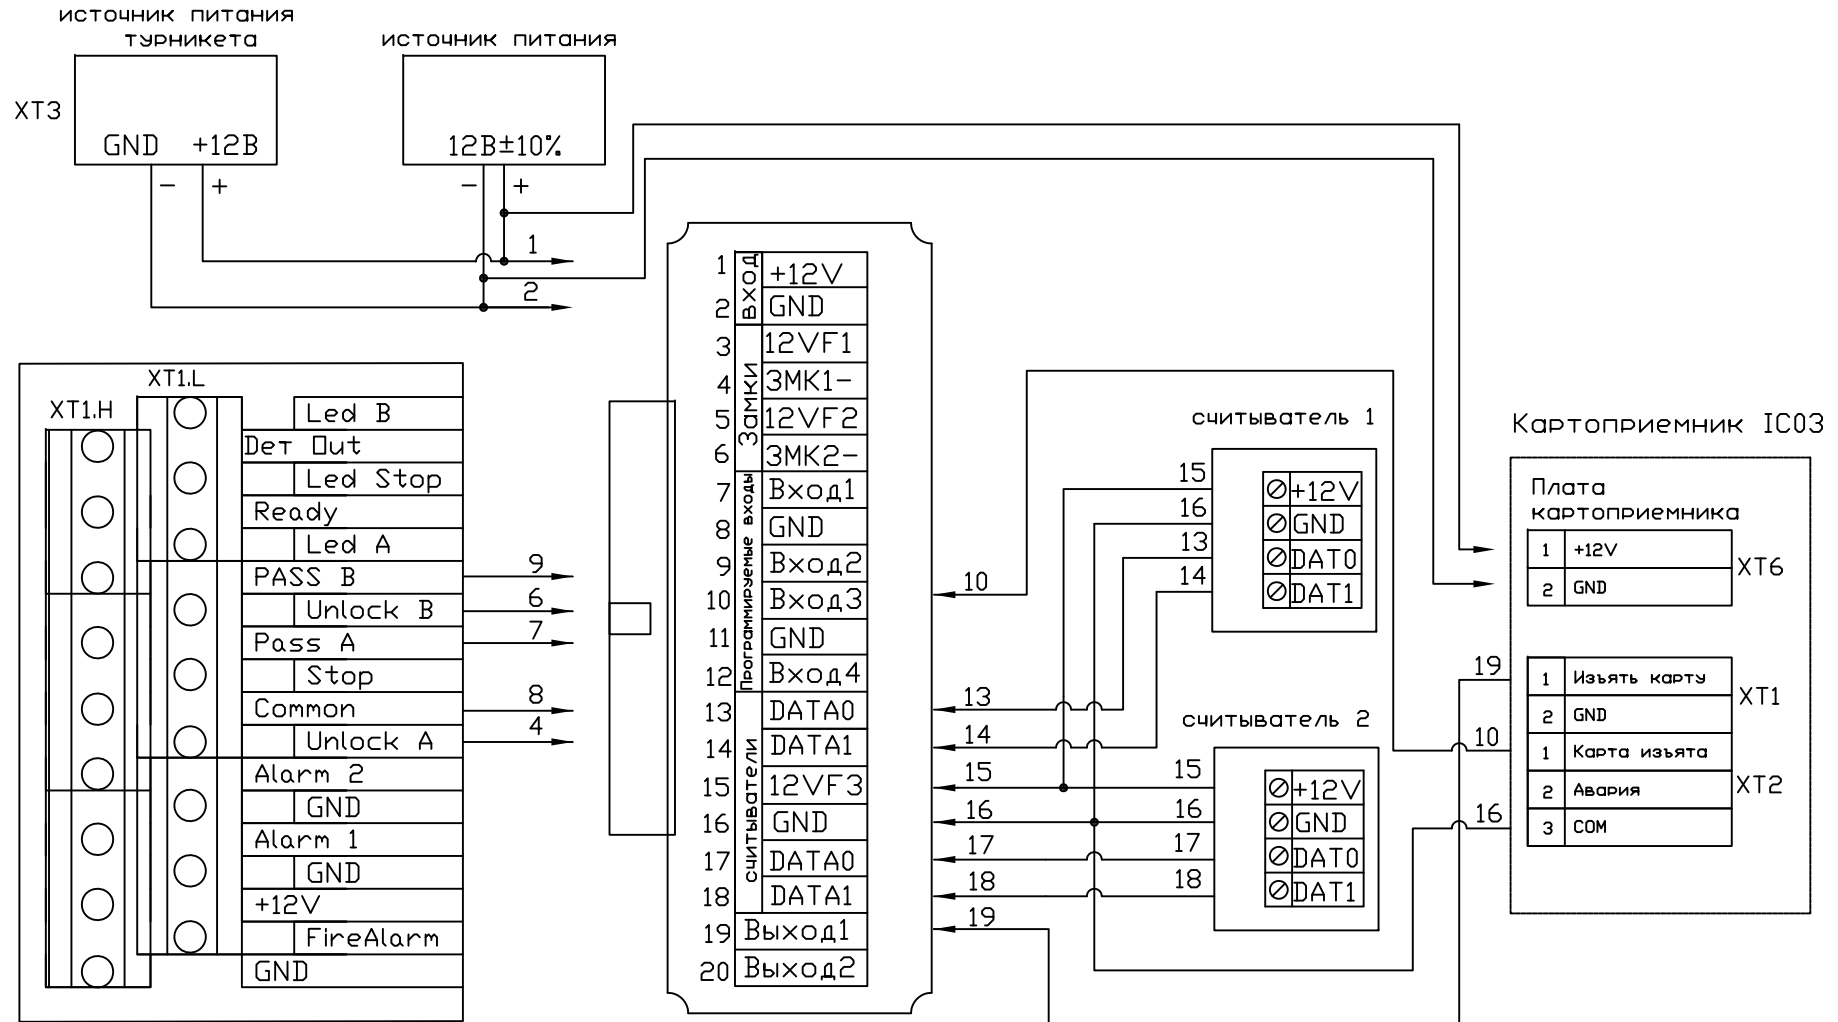 источник питания
турникета
источник питания
XT3
GND +12В
12В±10%
- +
- +
1
2
XT1.L
XT1.H
Led B
Det Out
Led Stop
Ready
Led A
PASS B
Unlock B
Pass A
Stop
Common
Unlock A
Alarm 2
GND
Alarm 1
GND
+12V
FireAlarm
GND
9
6
7
8
4
вход
Замки
Программируемые входы
считыватели
1 +12V
2 GND
3 12VF1
4 ЗМК1-
5 12VF2
6 ЗМК2-
7 Вход1
8 GND
9 Вход2
10 Вход3
11 GND
12 Вход4
13 DATA0
14 DATA1
15 12VF3
16 GND
17 DATA0
18 DATA1
19 Выход1
20 Выход2
10
13
14
15
16
17
18
19
считыватель 1
15 +12V
16 GND
13 DAT0
14 DAT1
считыватель 2
15 +12V
16 GND
17 DAT0
18 DAT1
Картоприемник IC03
Плата
картоприемника
1 +12V
2 GND
XT6
19
10
16
1 Изъять карту
2 GND
XT1
1 Карта изъята
2 Авария
3 COM
XT2